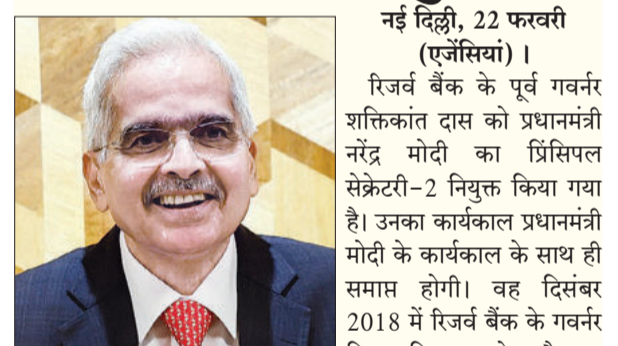 नई दिल्ली, 22 फरवरी
(एजेंसियां) ।
रिजर्व बैंक के पूर्व गवर्नर
शक्तिकांत दास को प्रधानमंत्री
नरेंद्र मोदी का प्रिंसिपल
सेक्रेटरी-2 नियुक्त किया गया
है। उनका कार्यकाल प्रधानमंत्री
मोदी के कार्यकाल के साथ ही
समाप्त होगी। वह दिसंबर
2018 में रिजर्व बैंक के गवर्नर